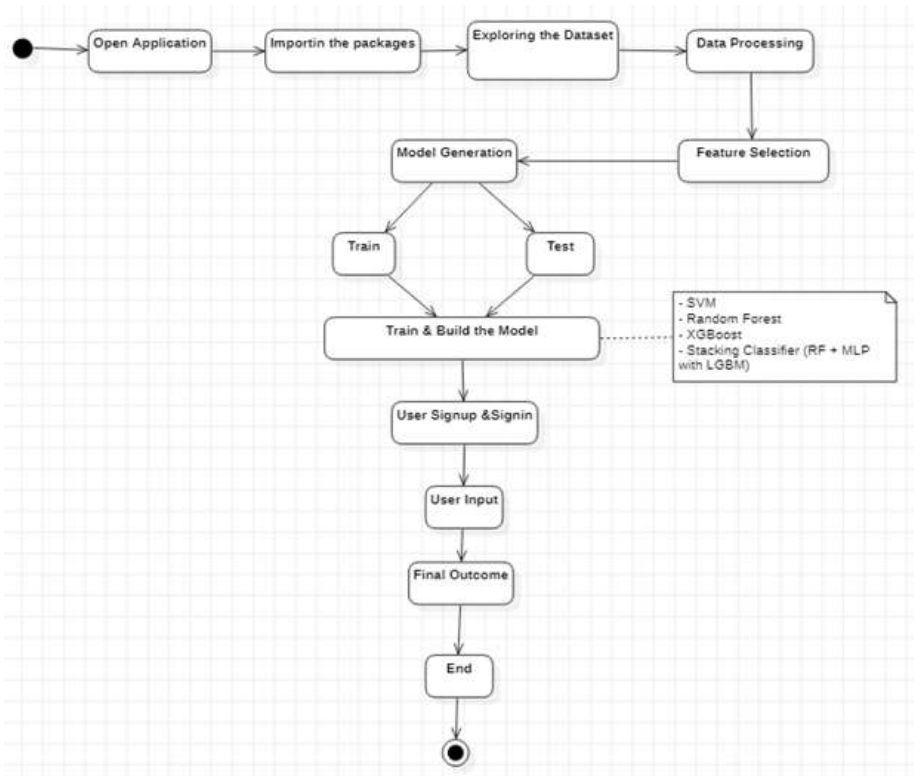 Open Application
Importin the packages
Exploring the Dataset
Data Processing
Feature Selection
Model Generation
Train
Test
Train & Build the Model
- SVM
- Random Forest
- XGBoost
- Stacking Classifier (RF + MLP
with LGBM)
User Signup &Signin
User Input
Final Outcome
End